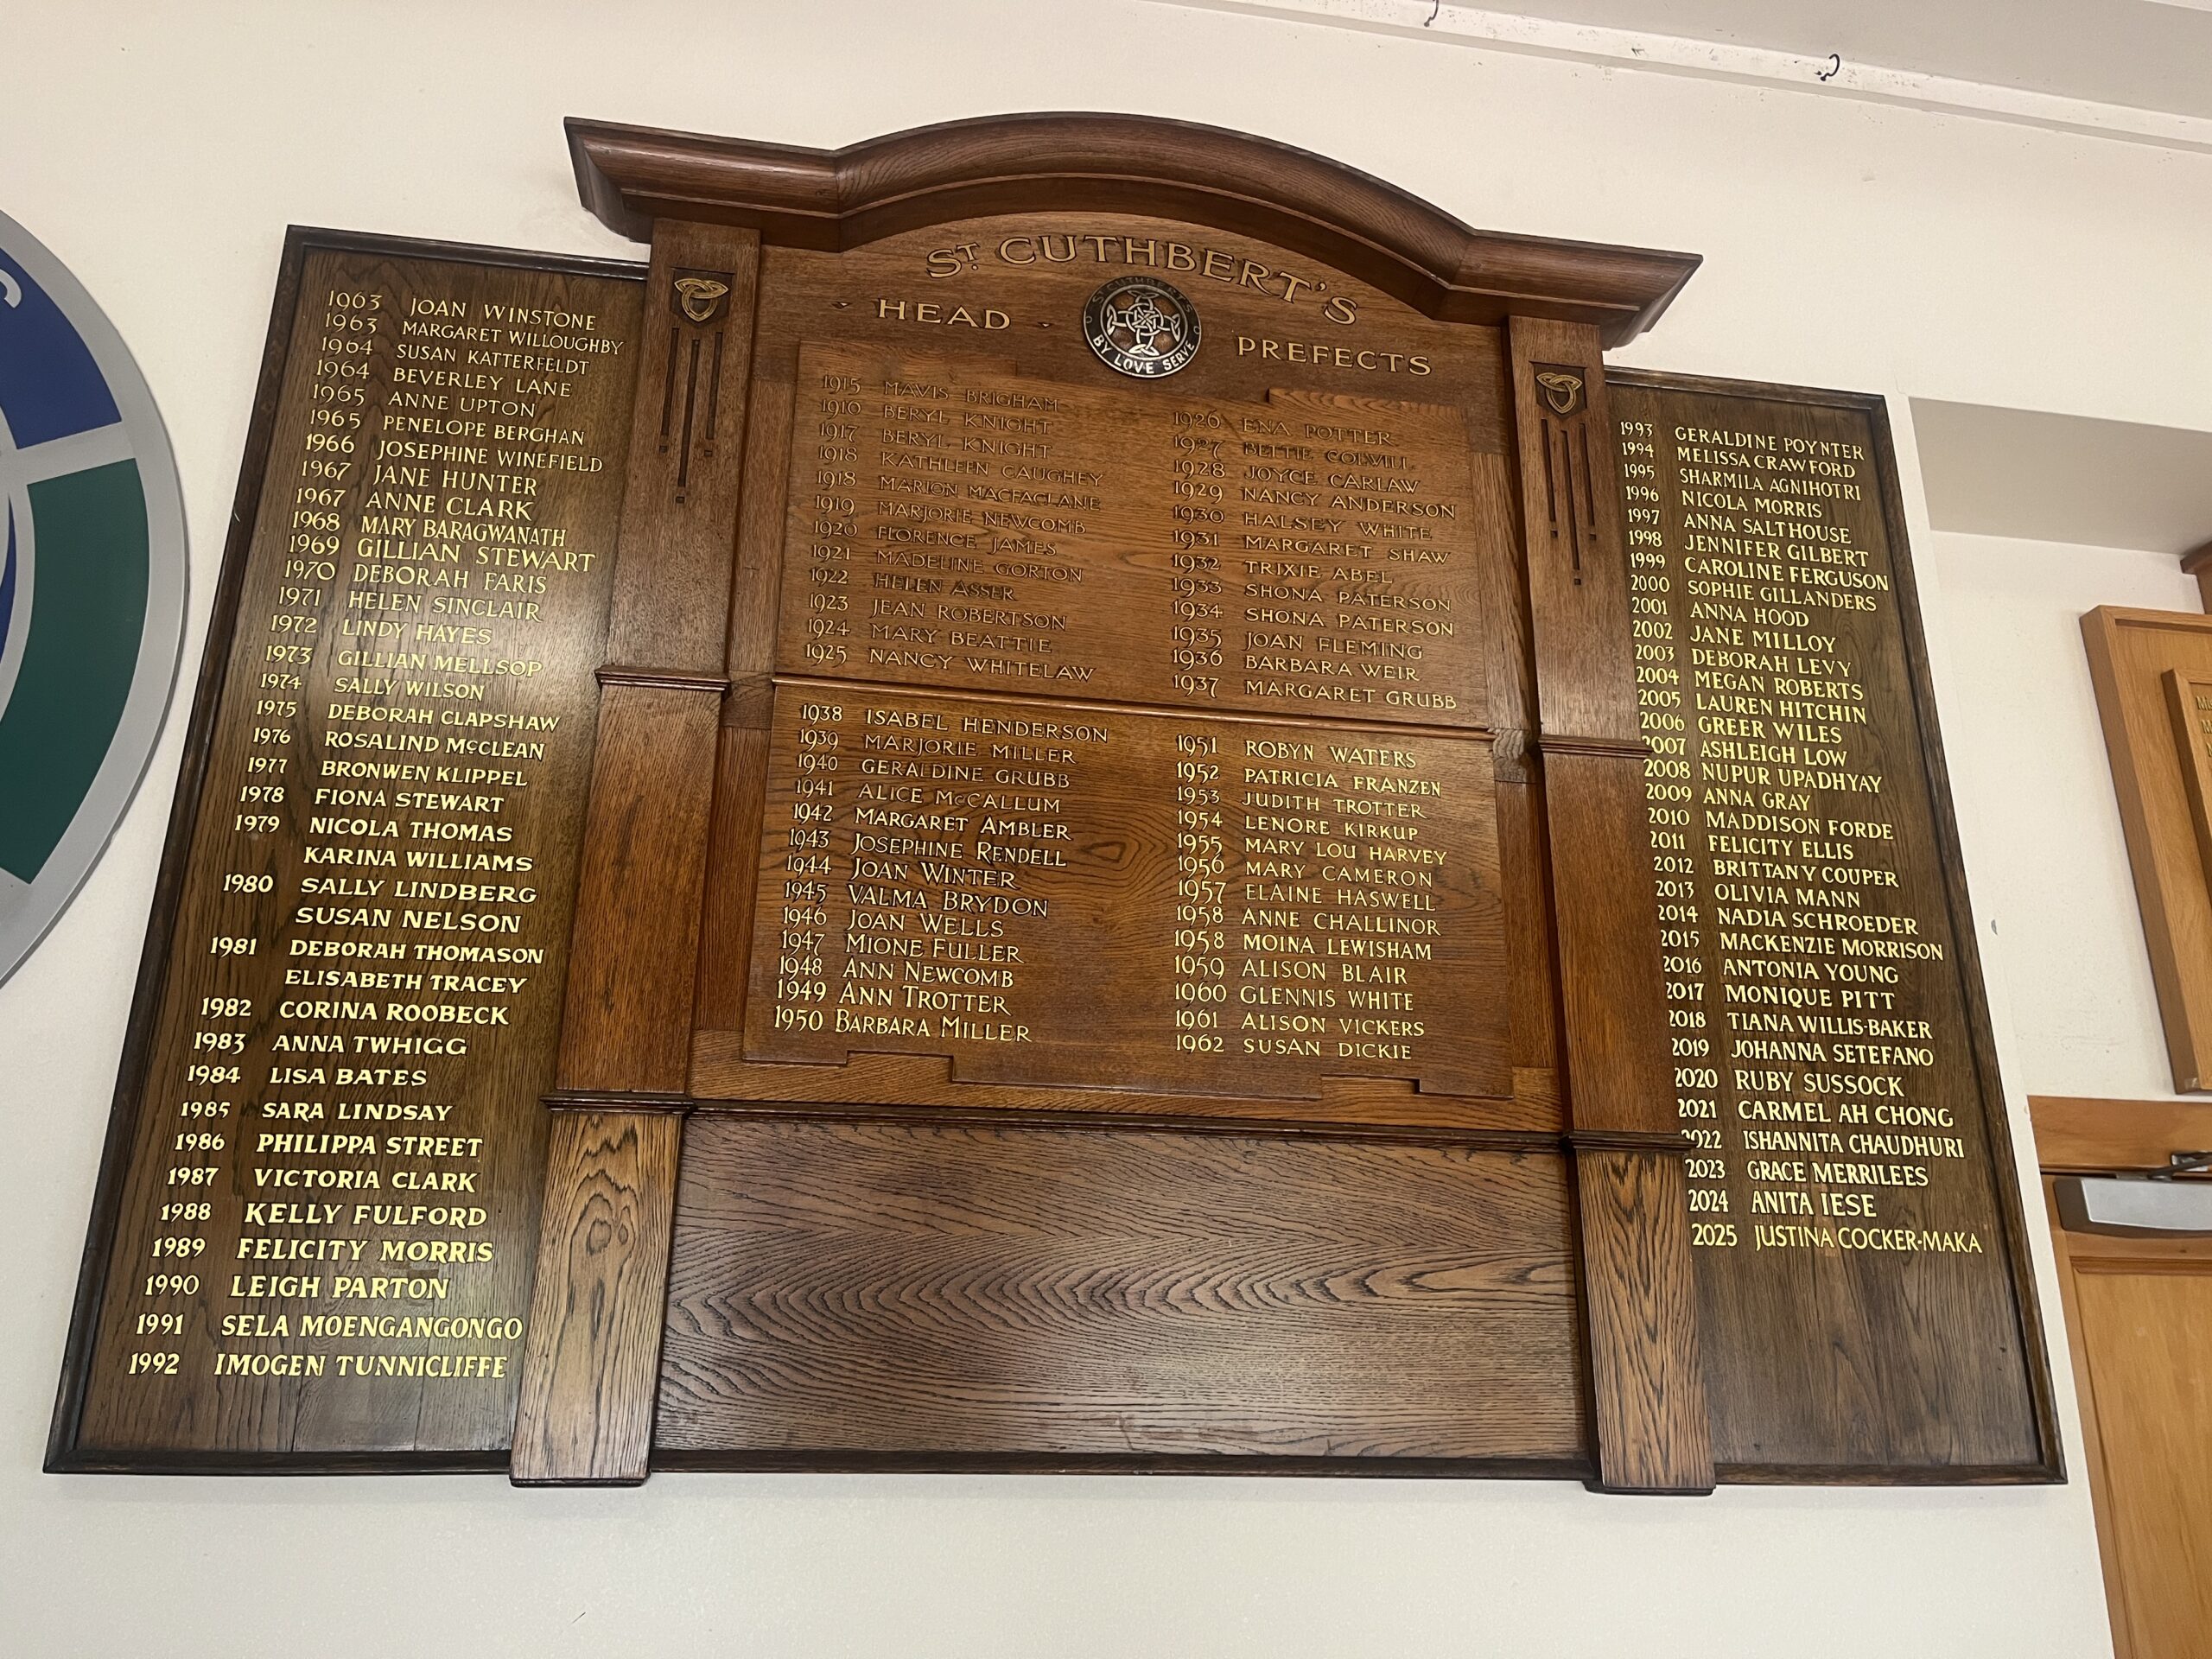 ST. CUTHBERT'S
HEAD PREFECTS
ST CUTHBERT'S
BY LOVE SERVE
1963 JOAN WINSTONE
1963 MARGARET WILLOUGHBY
1964 SUSAN KATTERFELDT
1964 BEVERLEY LANE
1965 ANNE UPTON
1965 PENELOPE BERGHAN
1966 JOSEPHINE WINEFIELD
1967 JANE HUNTER
1967 ANNE CLARK
1968 MARY BARAGWANATH
1969 GILLIAN STEWART
1970 DEBORAH FARIS
1971 HELEN SINCLAIR
1972 LINDY HAYES
1973 GILLIAN MELLSOP
1974 SALLY WILSON
1975 DEBORAH CLAPSHAW
1976 ROSALIND McCLEAN
1977 BRONWEN KLIPPEL
1978 FIONA STEWART
1979 NICOLA THOMAS
KARINA WILLIAMS
1980 SALLY LINDBERG
SUSAN NELSON
1981 DEBORAH THOMASON
ELISABETH TRACEY
1982 CORINA ROOBECK
1983 ANNA TWHIGG
1984 LISA BATES
1985 SARA LINDSAY
1986 PHILIPPA STREET
1987 VICTORIA CLARK
1988 KELLY FULFORD
1989 FELICITY MORRIS
1990 LEIGH PARTON
1991 SELA MOENGANGONGO
1992 IMOGEN TUNNICLIFFE
1915 MAVIS BRIGHAM
1916 BERYL KNIGHT
1917 BERYL KNIGHT
1918 KATHLEEN CAUGHEY
1918 MARION MACFACLANE
1919 MARJORIE NEWCOMB
1920 FLORENCE JAMES
1921 MADELINE GORTON
1922 HELEN ASSER
1923 JEAN ROBERTSON
1924 MARY BEATTIE
1925 NANCY WHITELAW
1926 ENA POTTER
1927 BETTIE COLVILL
1928 JOYCE CARLAW
1929 NANCY ANDERSON
1930 HALSEY WHITE
1931 MARGARET SHAW
1932 TRIXIE ABEL
1933 SHONA PATERSON
1934 SHONA PATERSON
1935 JOAN FLEMING
1936 BARBARA WEIR
1937 MARGARET GRUBB
1938 ISABEL HENDERSON
1939 MARJORIE MILLER
1940 GERALDINE GRUBB
1941 ALICE McCALLUM
1942 MARGARET AMBLER
1943 JOSEPHINE RENDELL
1944 JOAN WINTER
1945 VALMA BRYDON
1946 JOAN WELLS
1947 MIONE FULLER
1948 ANN NEWCOMB
1949 ANN TROTTER
1950 BARBARA MILLER
1951 ROBYN WATERS
1952 PATRICIA FRANZEN
1953 JUDITH TROTTER
1954 LENORE KIRKUP
1955 MARY LOU HARVEY
1956 MARY CAMERON
1957 ELAINE HASWELL
1958 ANNE CHALLINOR
1958 MOINA LEWISHAM
1959 ALISON BLAIR
1960 GLENNIS WHITE
1961 ALISON VICKERS
1962 SUSAN DICKIE
1993 GERALDINE POYNTER
1994 MELISSA CRAWFORD
1995 SHARMILA AGNIHOTRI
1996 NICOLA MORRIS
1997 ANNA SALTHOUSE
1998 JENNIFER GILBERT
1999 CAROLINE FERGUSON
2000 SOPHIE GILLANDERS
2001 ANNA HOOD
2002 JANE MILLOY
2003 DEBORAH LEVY
2004 MEGAN ROBERTS
2005 LAUREN HITCHIN
2006 GREER WILES
2007 ASHLEIGH LOW
2008 NUPUR UPADHYAY
2009 ANNA GRAY
2010 MADDISON FORDE
2011 FELICITY ELLIS
2012 BRITTANY COUPER
2013 OLIVIA MANN
2014 NADIA SCHROEDER
2015 MACKENZIE MORRISON
2016 ANTONIA YOUNG
2017 MONIQUE PITT
2018 TIANA WILLIS-BAKER
2019 JOHANNA SETEFANO
2020 RUBY SUSSOCK
2021 CARMEL AH CHONG
2022 ISHANNITA CHAUDHURI
2023 GRACE MERRILEES
2024 ANITA IESE
2025 JUSTINA COCKER-MAKA